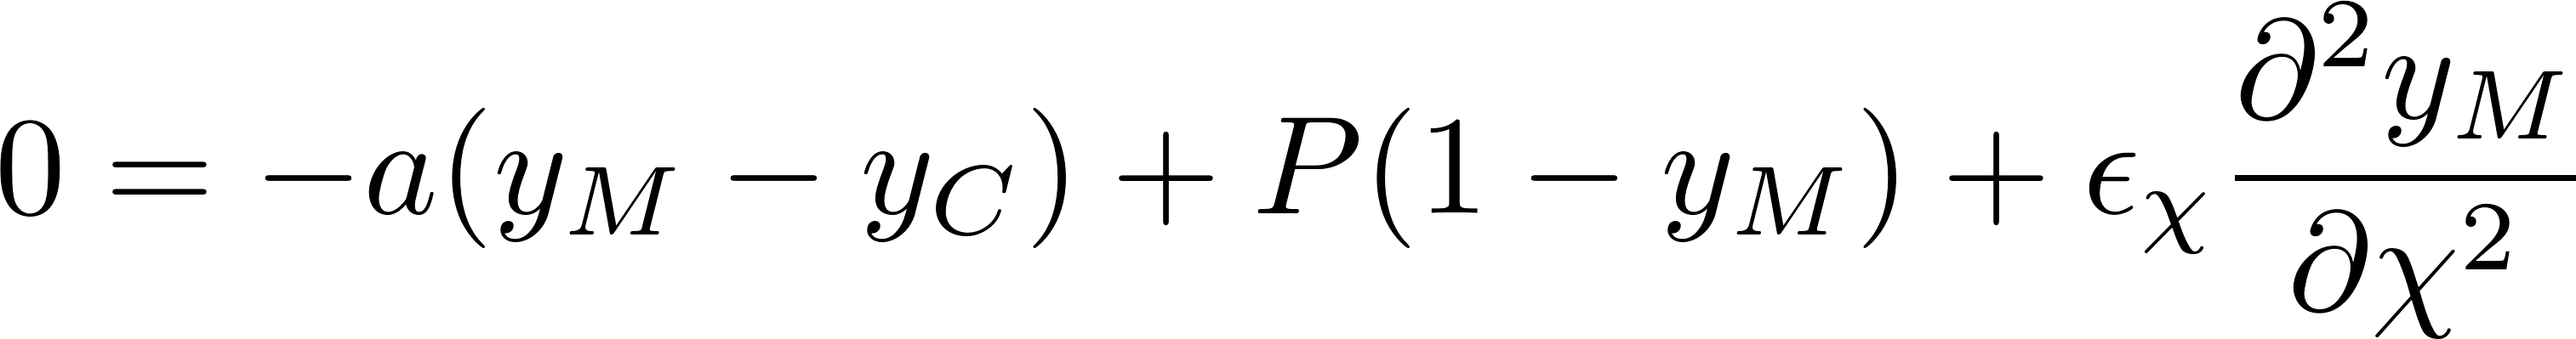 0 = −a(y_M − y_C) + P(1 − y_M) + ϵ_χ ∂²y_M/∂χ²